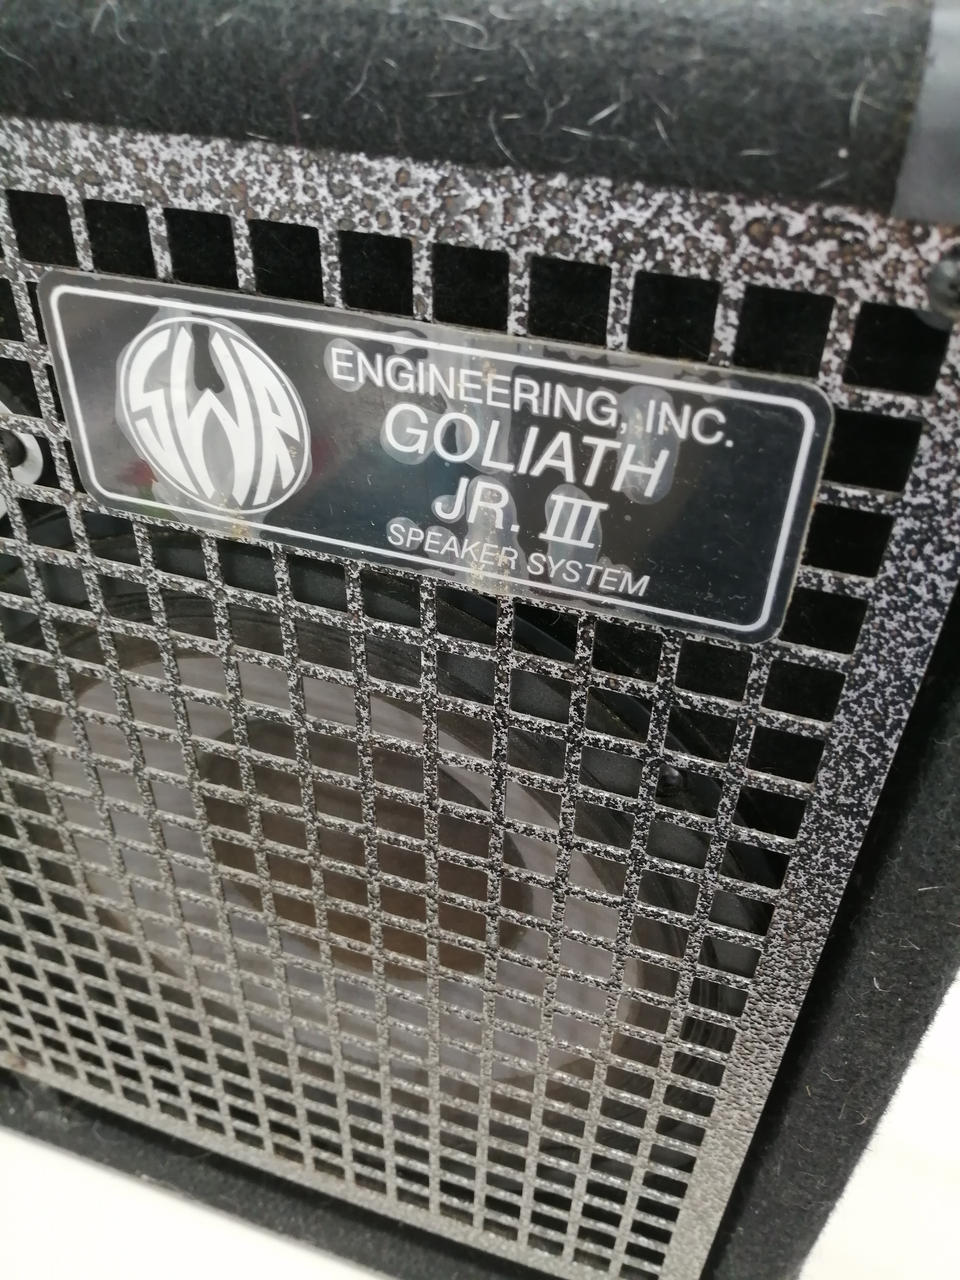 SWR
ENGINEERING, INC.
GOLIATH
JR. III
SPEAKER SYSTEM